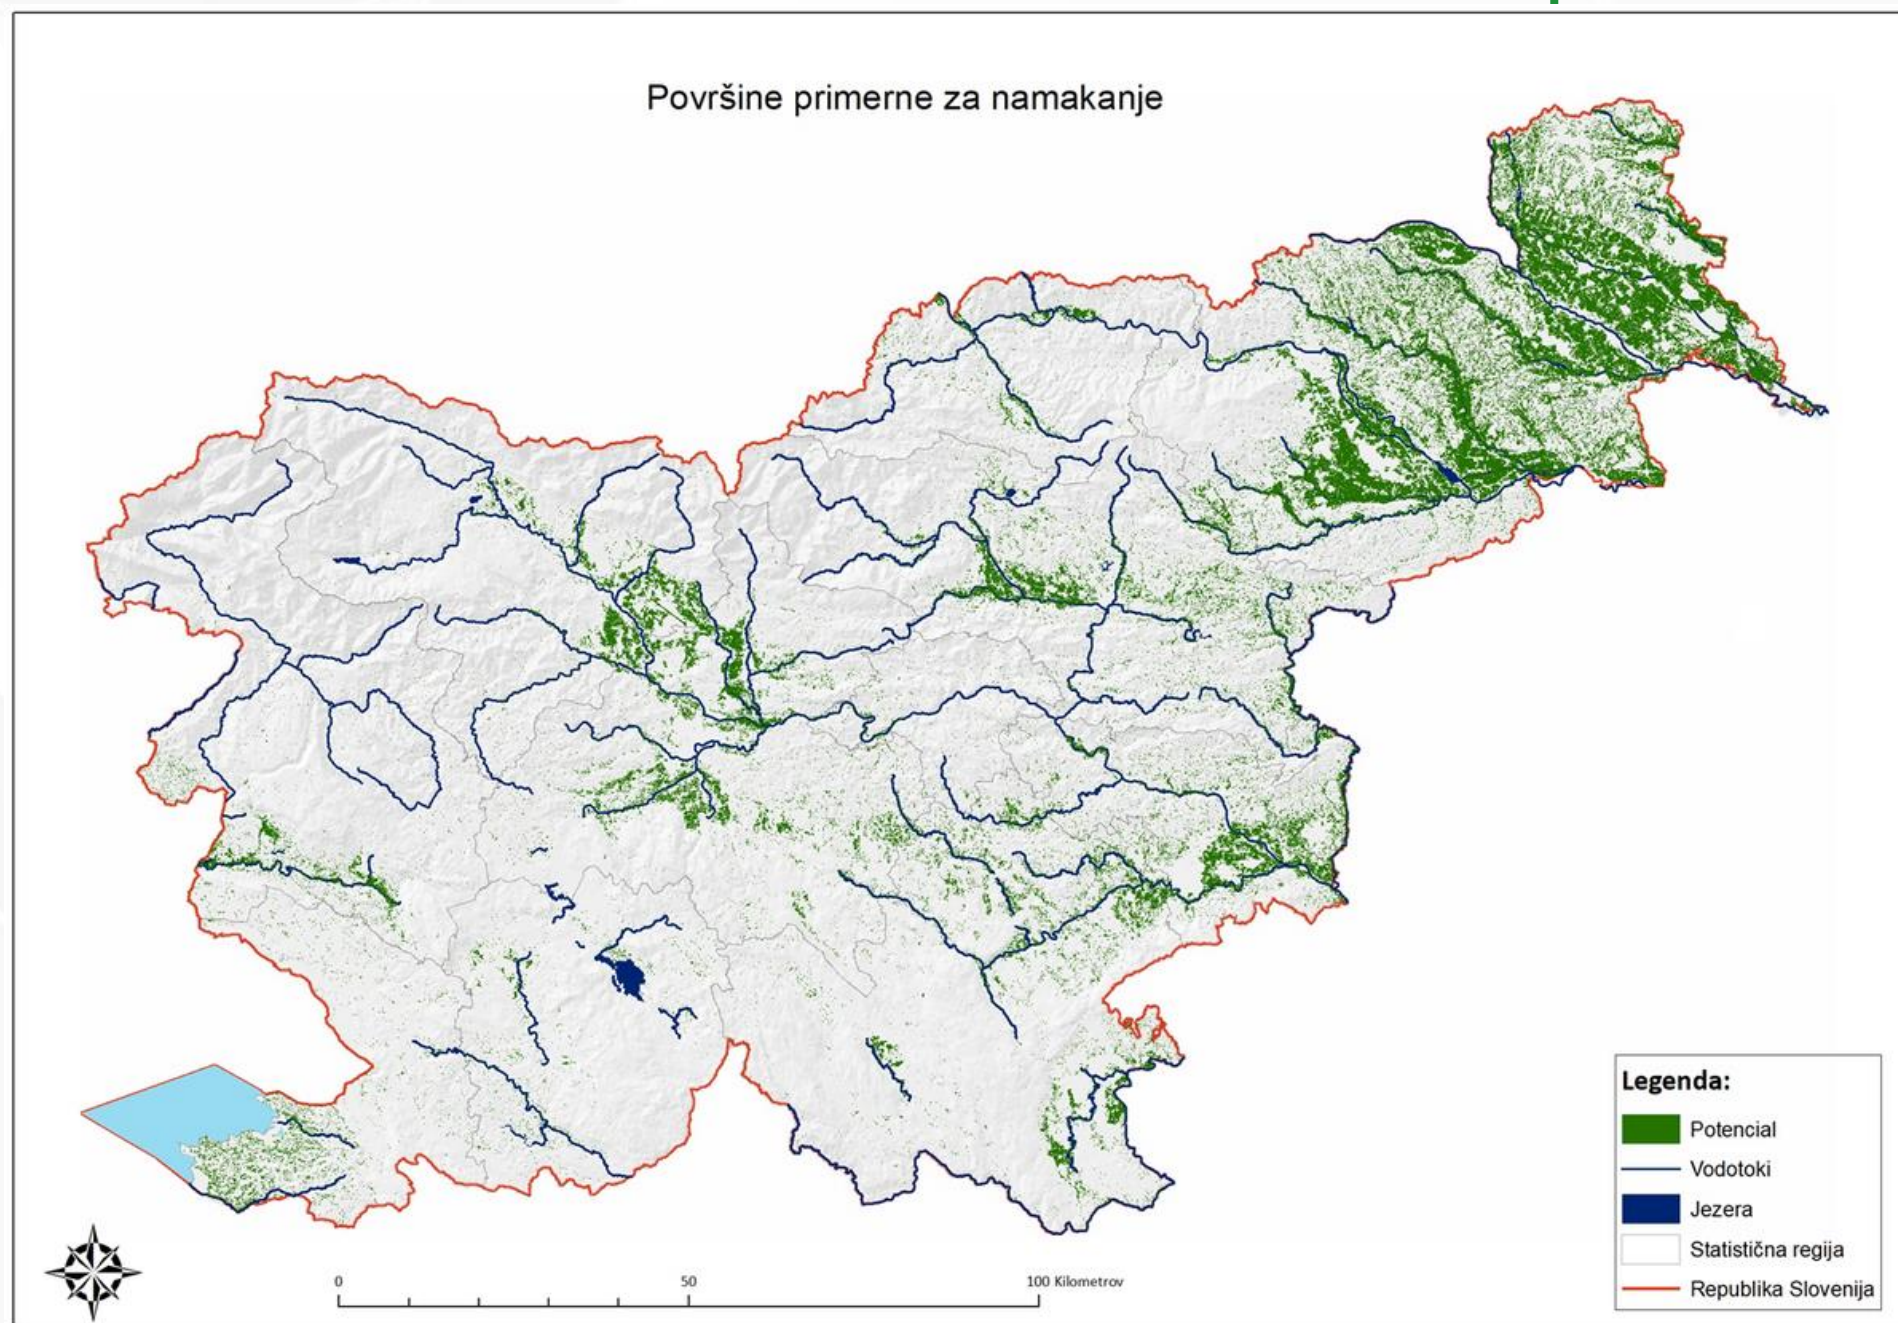 Površine primerne za namakanje
Legenda:
Potencial
Vodotoki
Jezera
Statistična regija
Republika Slovenija
0 50 100 Kilometrov